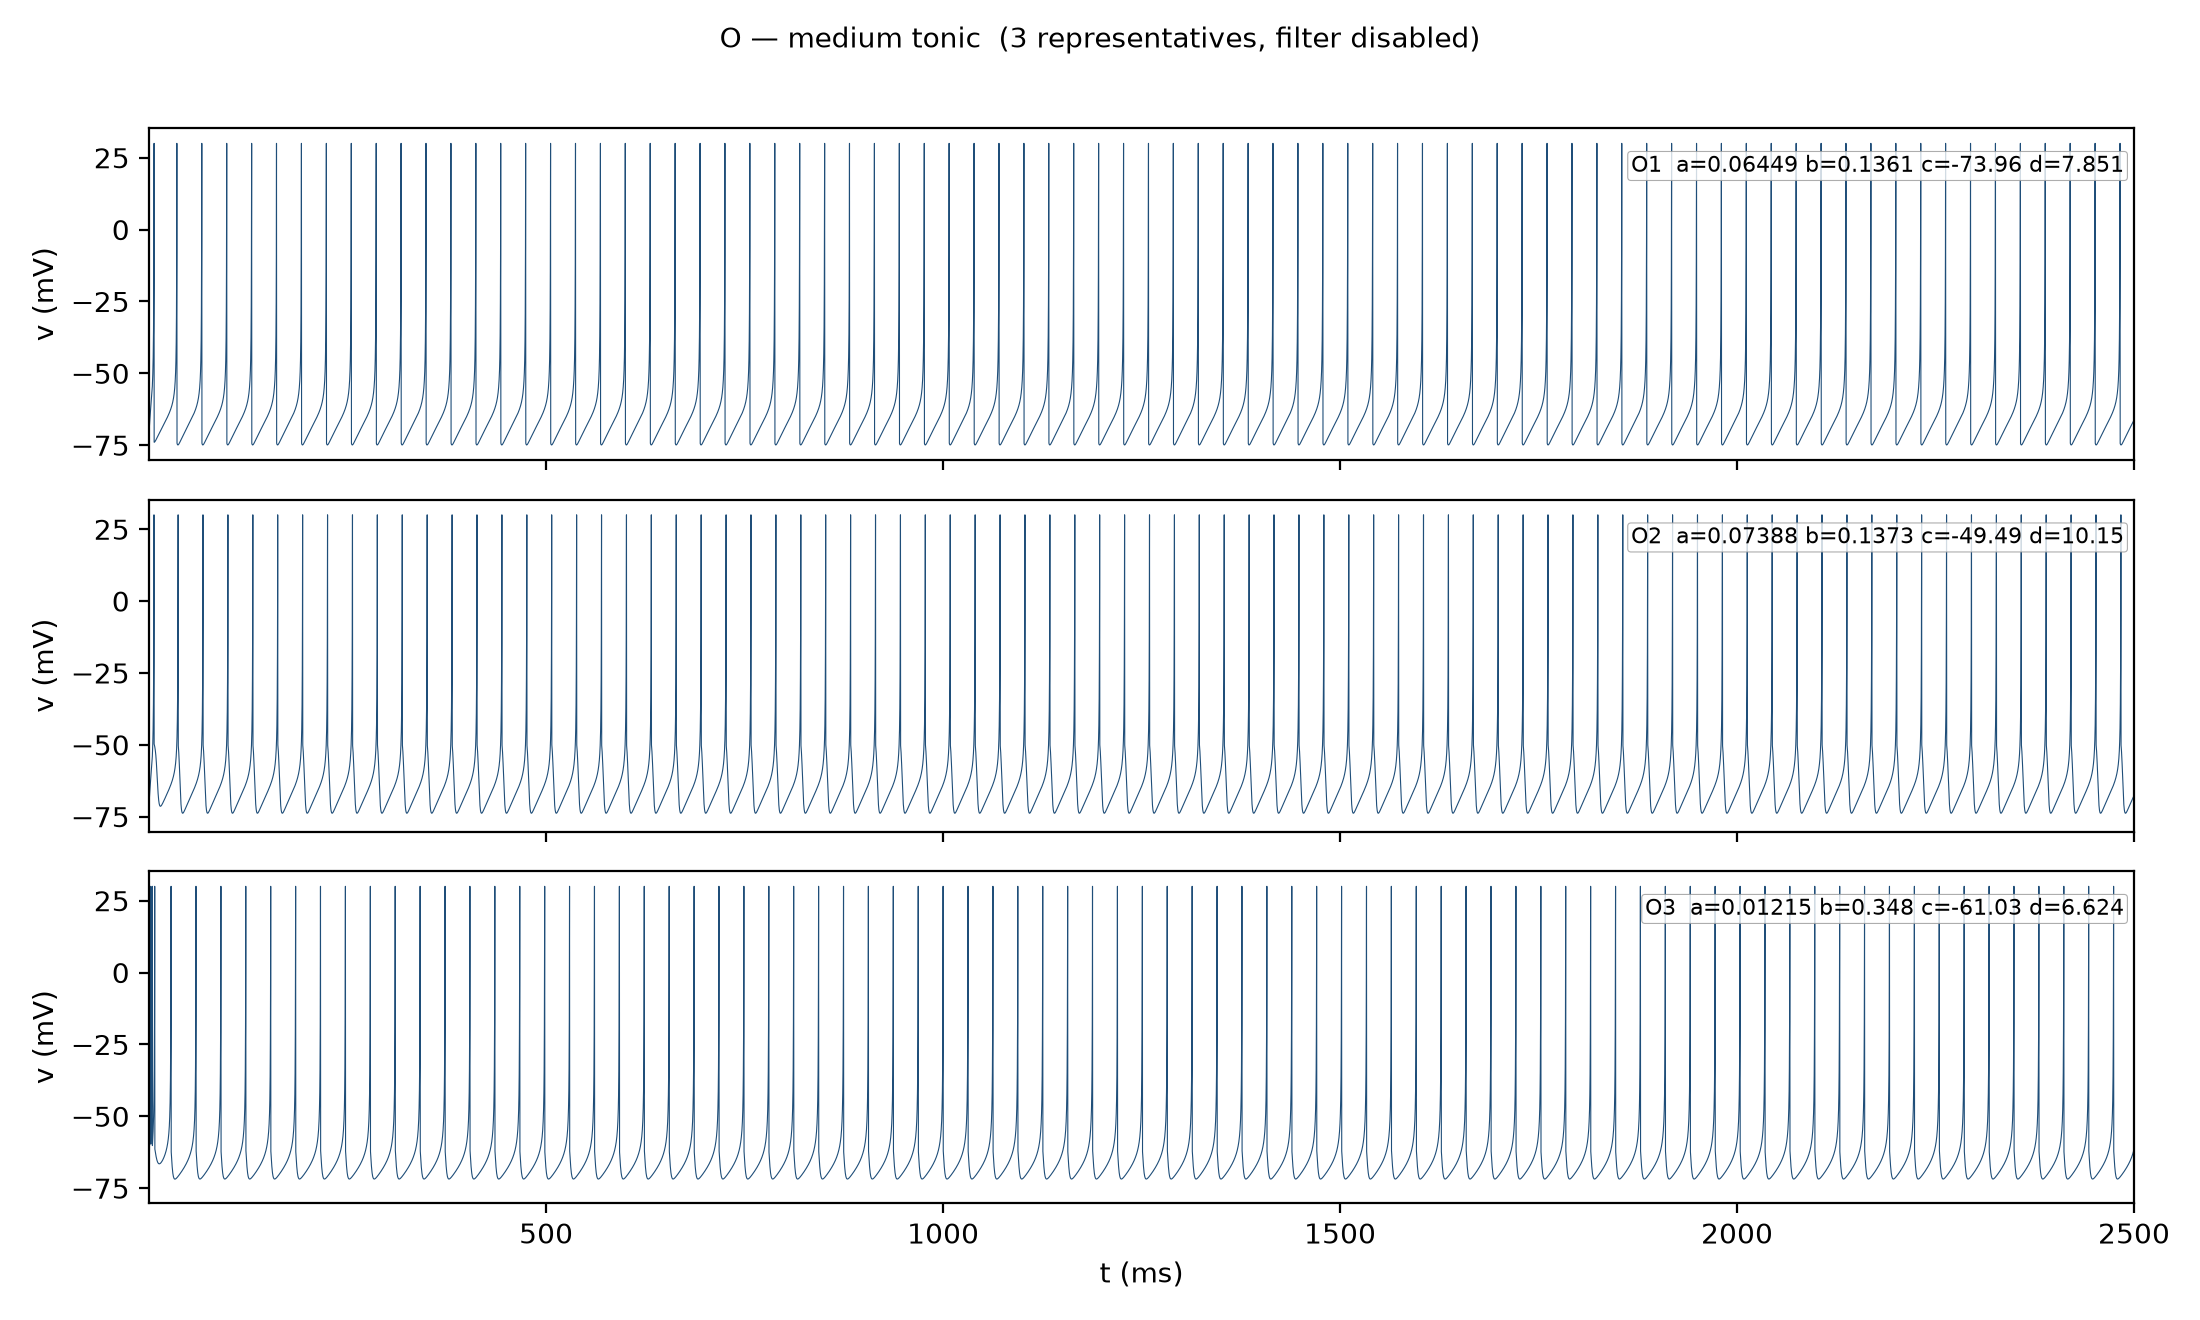 O — medium tonic (3 representatives, filter disabled)
25
0
−25
−50
−75
v (mV)
O1 a=0.06449 b=0.1361 c=-73.96 d=7.851
25
0
−25
−50
−75
v (mV)
O2 a=0.07388 b=0.1373 c=-49.49 d=10.15
25
0
−25
−50
−75
v (mV)
O3 a=0.01215 b=0.348 c=-61.03 d=6.624
500 1000 1500 2000 2500
t (ms)